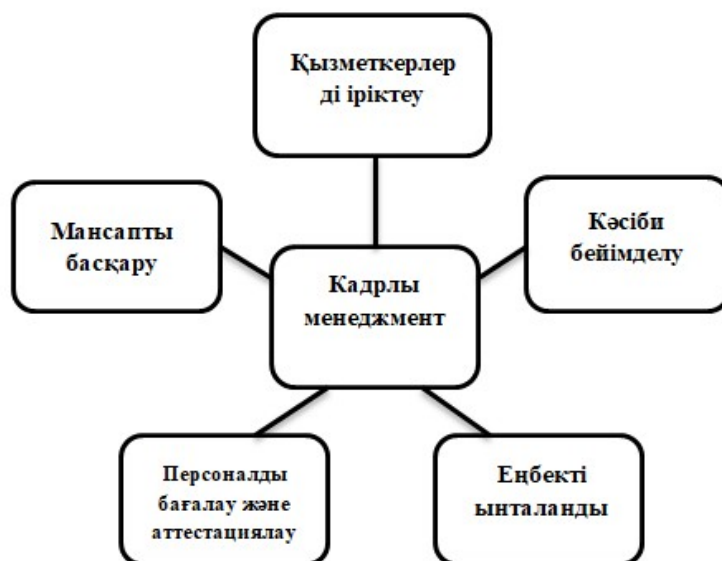 Қызметкерлер
ді іріктеу
Мансапты
басқару
Кәсіби
бейімделу
Кадрлы
менеджмент
Персоналды
бағалау және
аттестациялау
Еңбекті
ынталанды